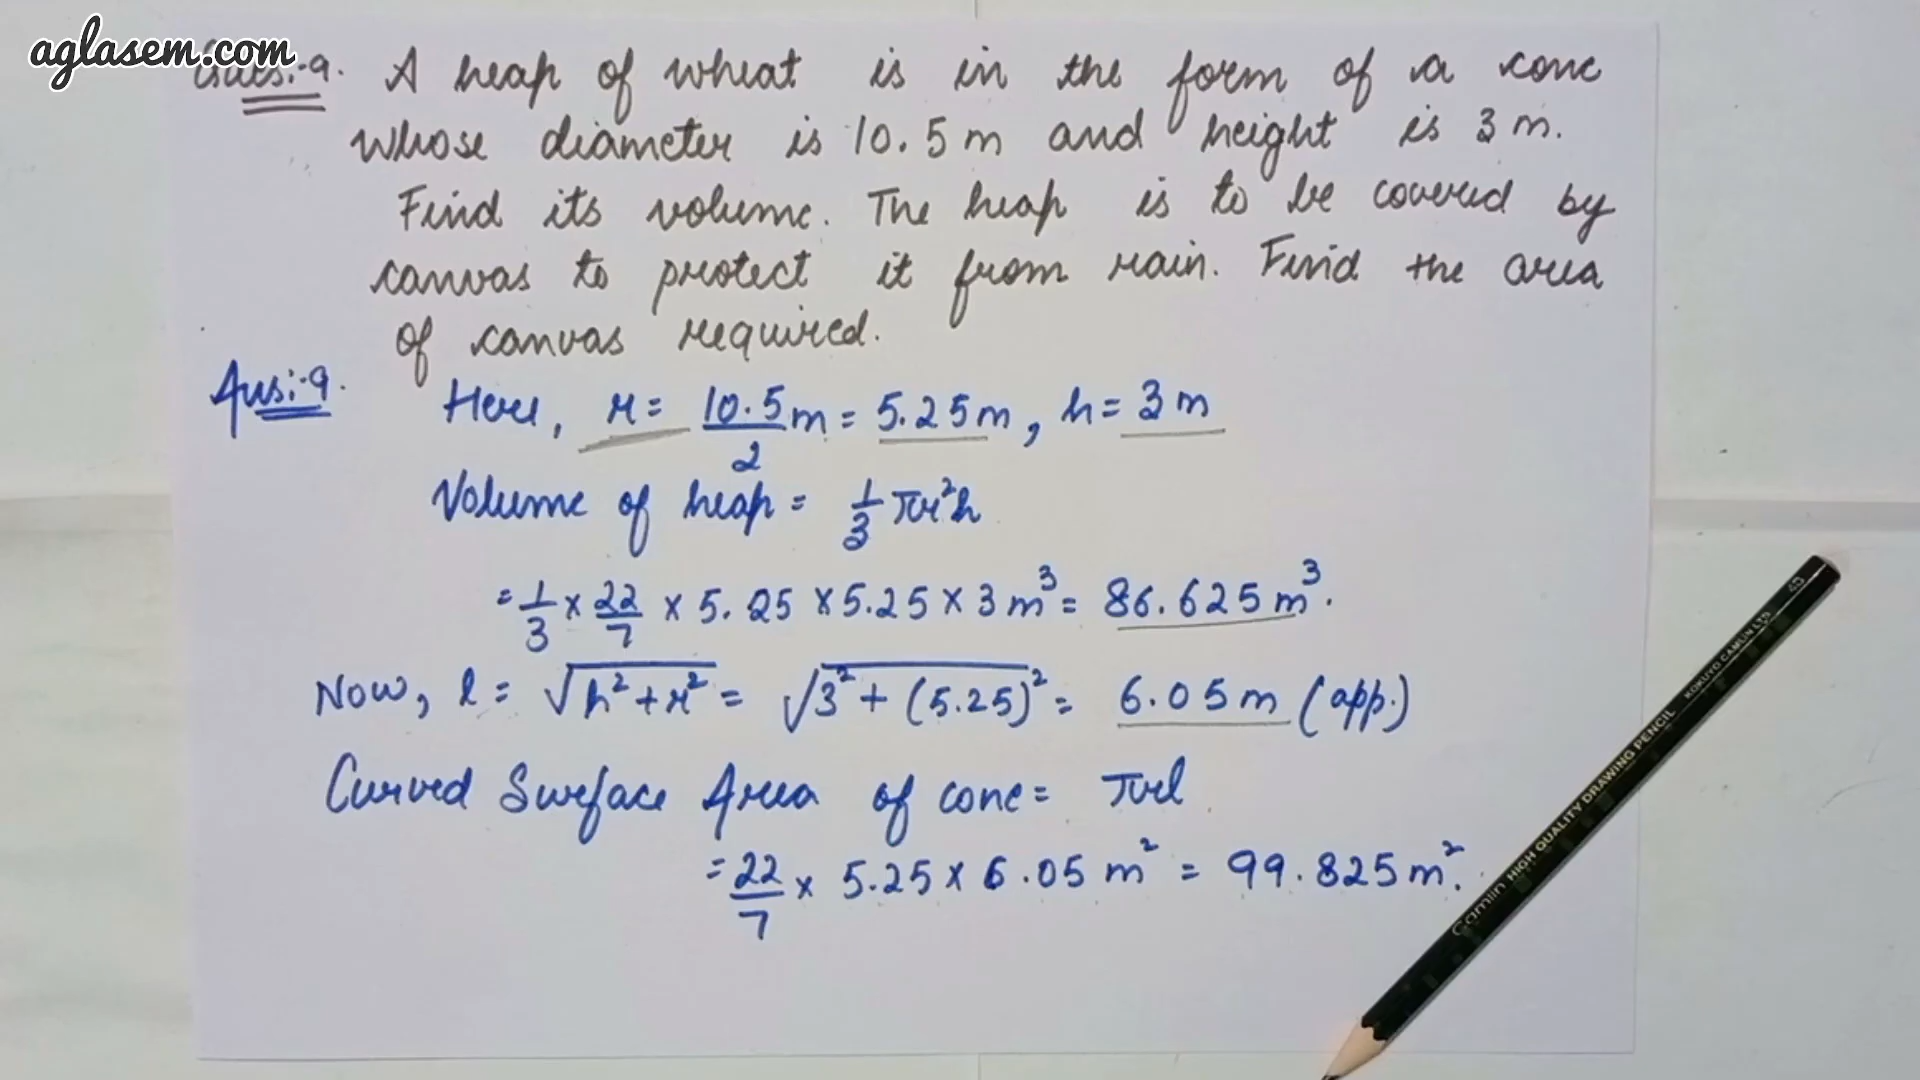 aglasem.com
Ques:-9. A heap of wheat is in the form of a cone
whose diameter is 10.5 m and height is 3 m.
Find its volume. The heap is to be covered by
canvas to protect it from rain. Find the area
of canvas required.
Ans:-9. Here, r = 10.5/2 m = 5.25 m, h = 3 m
Volume of heap = 1/3 πr²h
= 1/3 × 22/7 × 5.25 × 5.25 × 3 m³ = 86.625 m³.
Now, l = √h² + r² = √3² + (5.25)² = 6.05 m (app.)
Curved Surface Area of cone = πrl
= 22/7 × 5.25 × 6.05 m² = 99.825 m².
Camlin HIGH QUALITY DRAWING PENCIL KOKUYO CAMLIN LTD